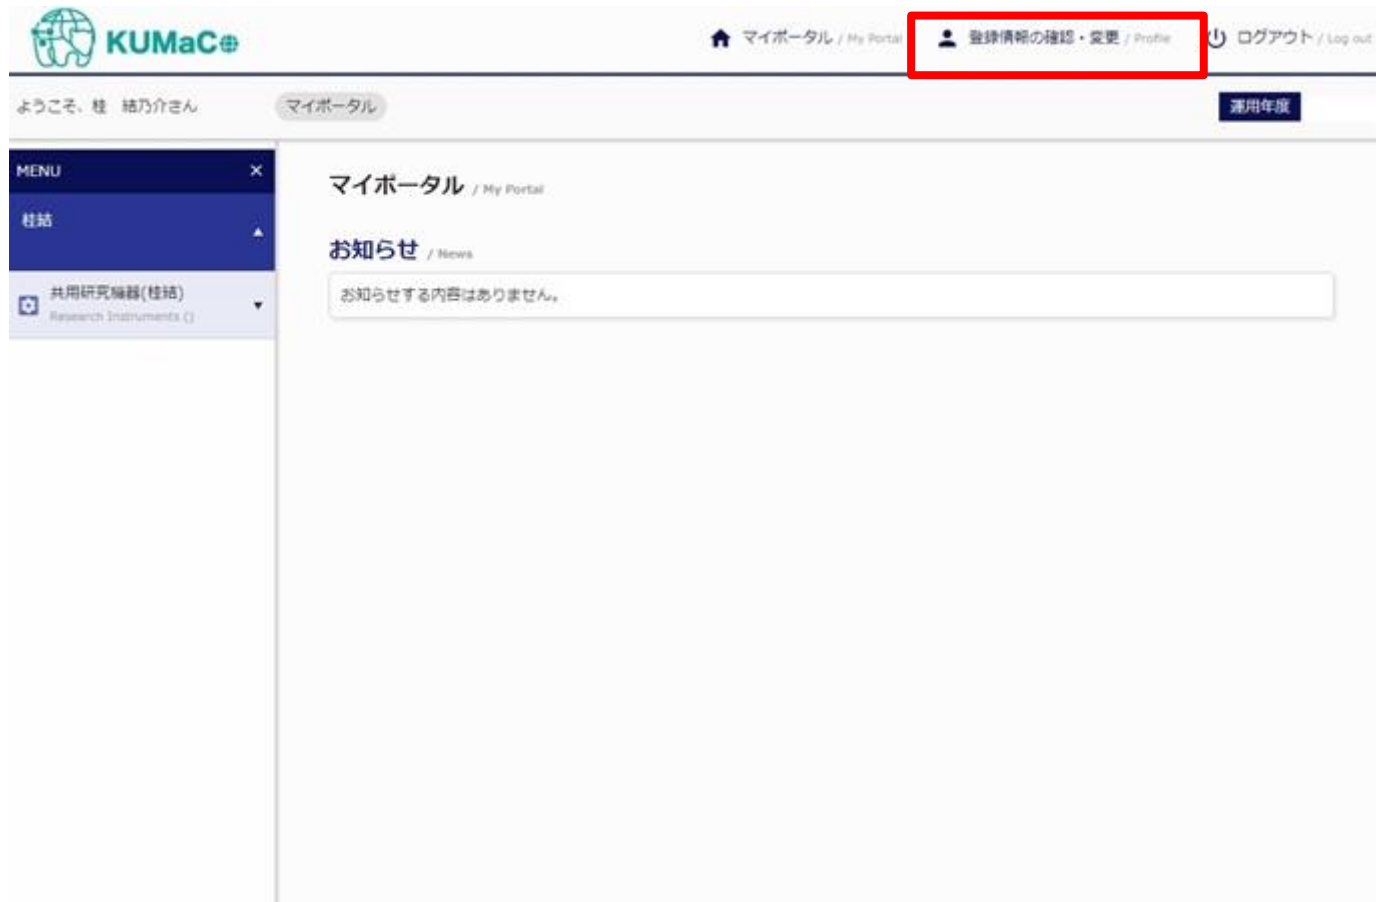 KUMaCo
マイポータル / My Portal
登録情報の確認・変更 / Profile
ログアウト / Log out
ようこそ、桂 結乃介さん
マイポータル
運用年度
MENU ×
桂結 ▲
共用研究機器(桂結) ▼
Research Instruments ()
マイポータル / My Portal
お知らせ / News
お知らせする内容はありません。